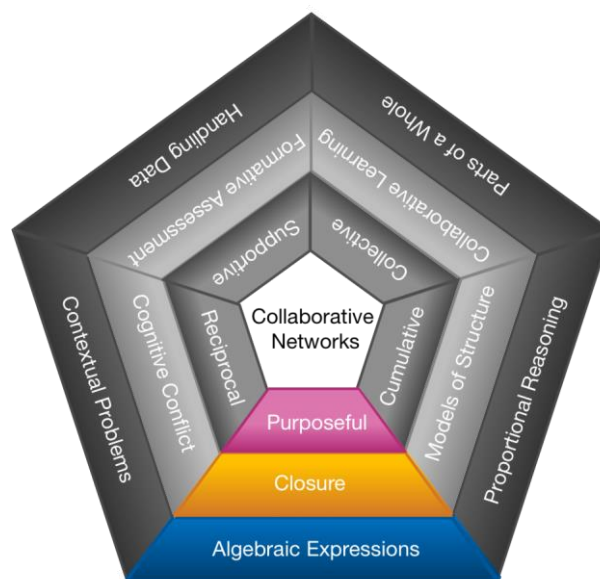 Handling Data
Parts of a Whole
Formative Assessment
Collaborative Learning
Supportive
Collective
Collaborative
Networks
Contextual Problems
Cognitive Conflict
Reciprocal
Cumulative
Models of Structure
Proportional Reasoning
Purposeful
Closure
Algebraic Expressions